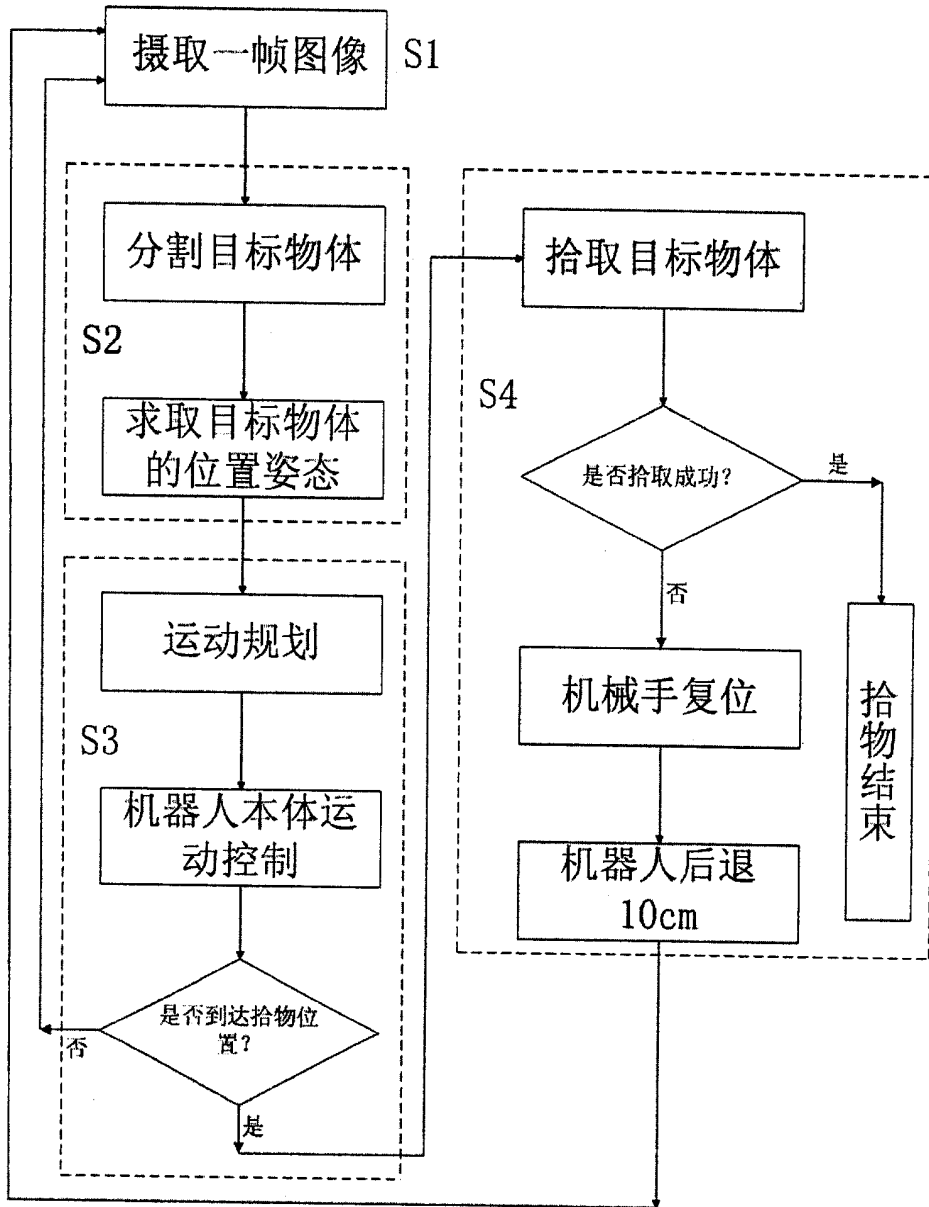 摄取一帧图像
S1
分割目标物体
S2
求取目标物体
的位置姿态
运动规划
S3
机器人本体运
动控制
是否到达拾物位
置?
否
是
拾取目标物体
S4
是否拾取成功?
是
否
机械手复位
机器人后退
10cm
拾物结束